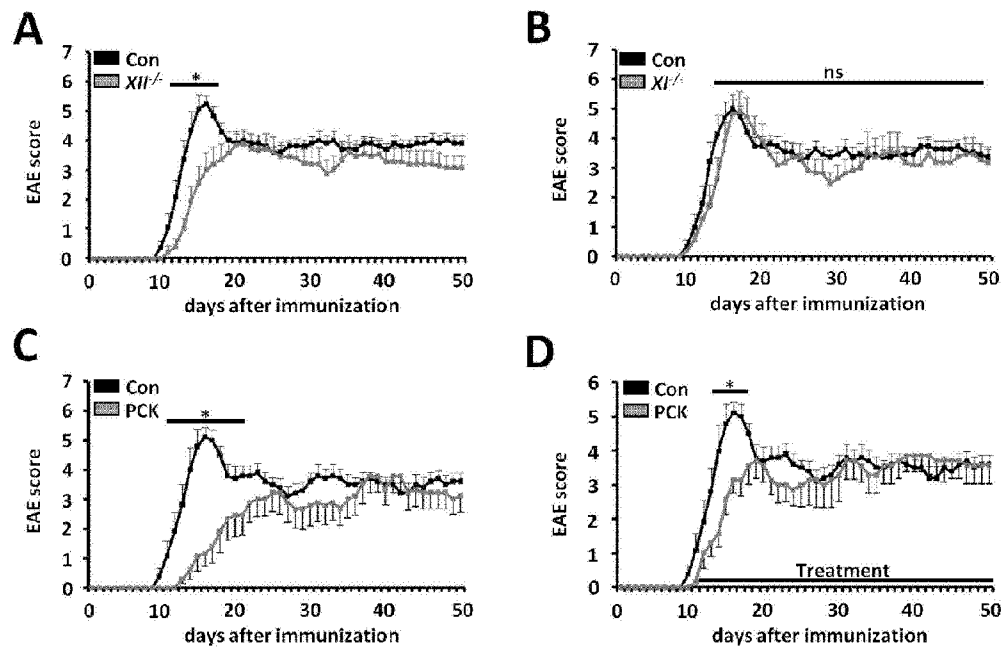 A
7
6
5
4
3
2
1
0
EAE score
Con
XII-/-
*
0 10 20 30 40 50
days after immunization
B
7
6
5
4
3
2
1
0
EAE score
Con
XI-/-
ns
0 10 20 30 40 50
days after immunization
C
7
6
5
4
3
2
1
0
EAE score
Con
PCK
*
0 10 20 30 40 50
days after immunization
D
6
5
4
3
2
1
0
EAE score
Con
PCK
*
Treatment
0 10 20 30 40 50
days after immunization